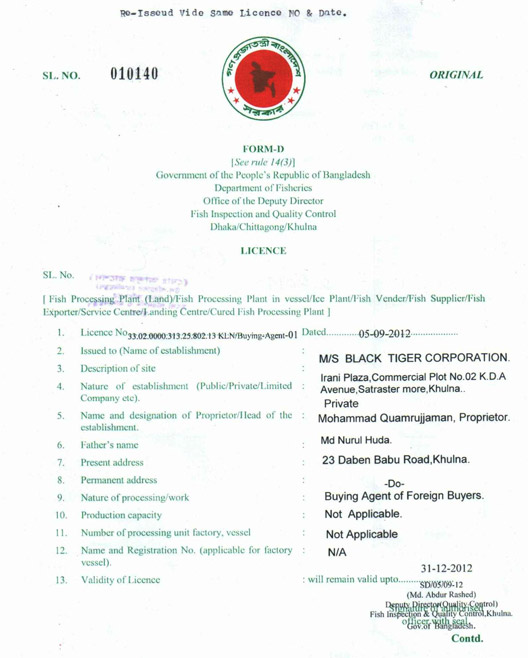 Re-Issoud Vide Same Licence NO & Date.
SL. NO. 010140 ORIGINAL
গণপ্রজাতন্ত্রী বাংলাদেশ
সরকার
FORM-D
[See rule 14(3)]
Government of the People's Republic of Bangladesh
Department of Fisheries
Office of the Deputy Director
Fish Inspection and Quality Control
Dhaka/Chittagong/Khulna
LICENCE
SL. No.
[ Fish Processing Plant (Land)/Fish Processing Plant in vessel/Ice Plant/Fish Vender/Fish Supplier/Fish
Exporter/Service Centre/Landing Centre/Cured Fish Processing Plant ]
1. Licence No 33.02.0000.313.25.802.13 KLN/Buying-Agent-01 Dated............05-09-2012................
2. Issued to (Name of establishment) : M/S BLACK TIGER CORPORATION.
3. Description of site : Irani Plaza,Commercial Plot No.02 K.D.A
Avenue,Satraster more,Khulna..
4. Nature of establishment (Public/Private/Limited : Private
Company etc).
5. Name and designation of Proprietor/Head of the : Mohammad Quamrujjaman, Proprietor.
establishment.
6. Father's name : Md Nurul Huda.
7. Present address : 23 Daben Babu Road,Khulna.
8. Permanent address : -Do-
9. Nature of processing/work : Buying Agent of Foreign Buyers.
10. Production capacity : Not Applicable.
11. Number of processing unit factory, vessel : Not Applicable
12. Name and Registration No. (applicable for factory : N/A
vessel).
31-12-2012
13. Validity of Licence : will remain valid upto........
SD/05/09-12
(Md. Abdur Rashed)
Deputy Director(Quality Control)
Signature of authorised
Fish Inspection & Quality Control,Khulna.
officer with seal
Gov.of Bangladesh.
Contd.